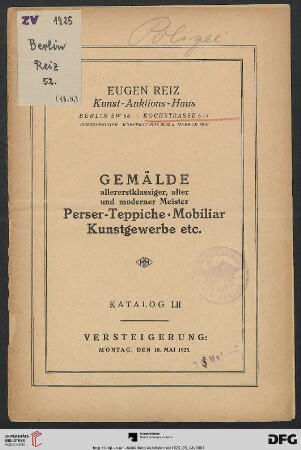 ZV 1925
Berlin
Reiz
52.
(18.5.)
Polizei
EUGEN REIZ
Kunst-Auktions-Haus
BERLIN SW 68. KOCHSTRASSE
GEMÄLDE
allererstklassiger, alter
und moderner Meister
Perser-Teppiche · Mobiliar
Kunstgewerbe etc.
KATALOG LII
VERSTEIGERUNG:
MONTAG, DEN 18. MAI 1925.
UNIVERSITÄTS-
BIBLIOTHEK
HEIDELBERG
DFG